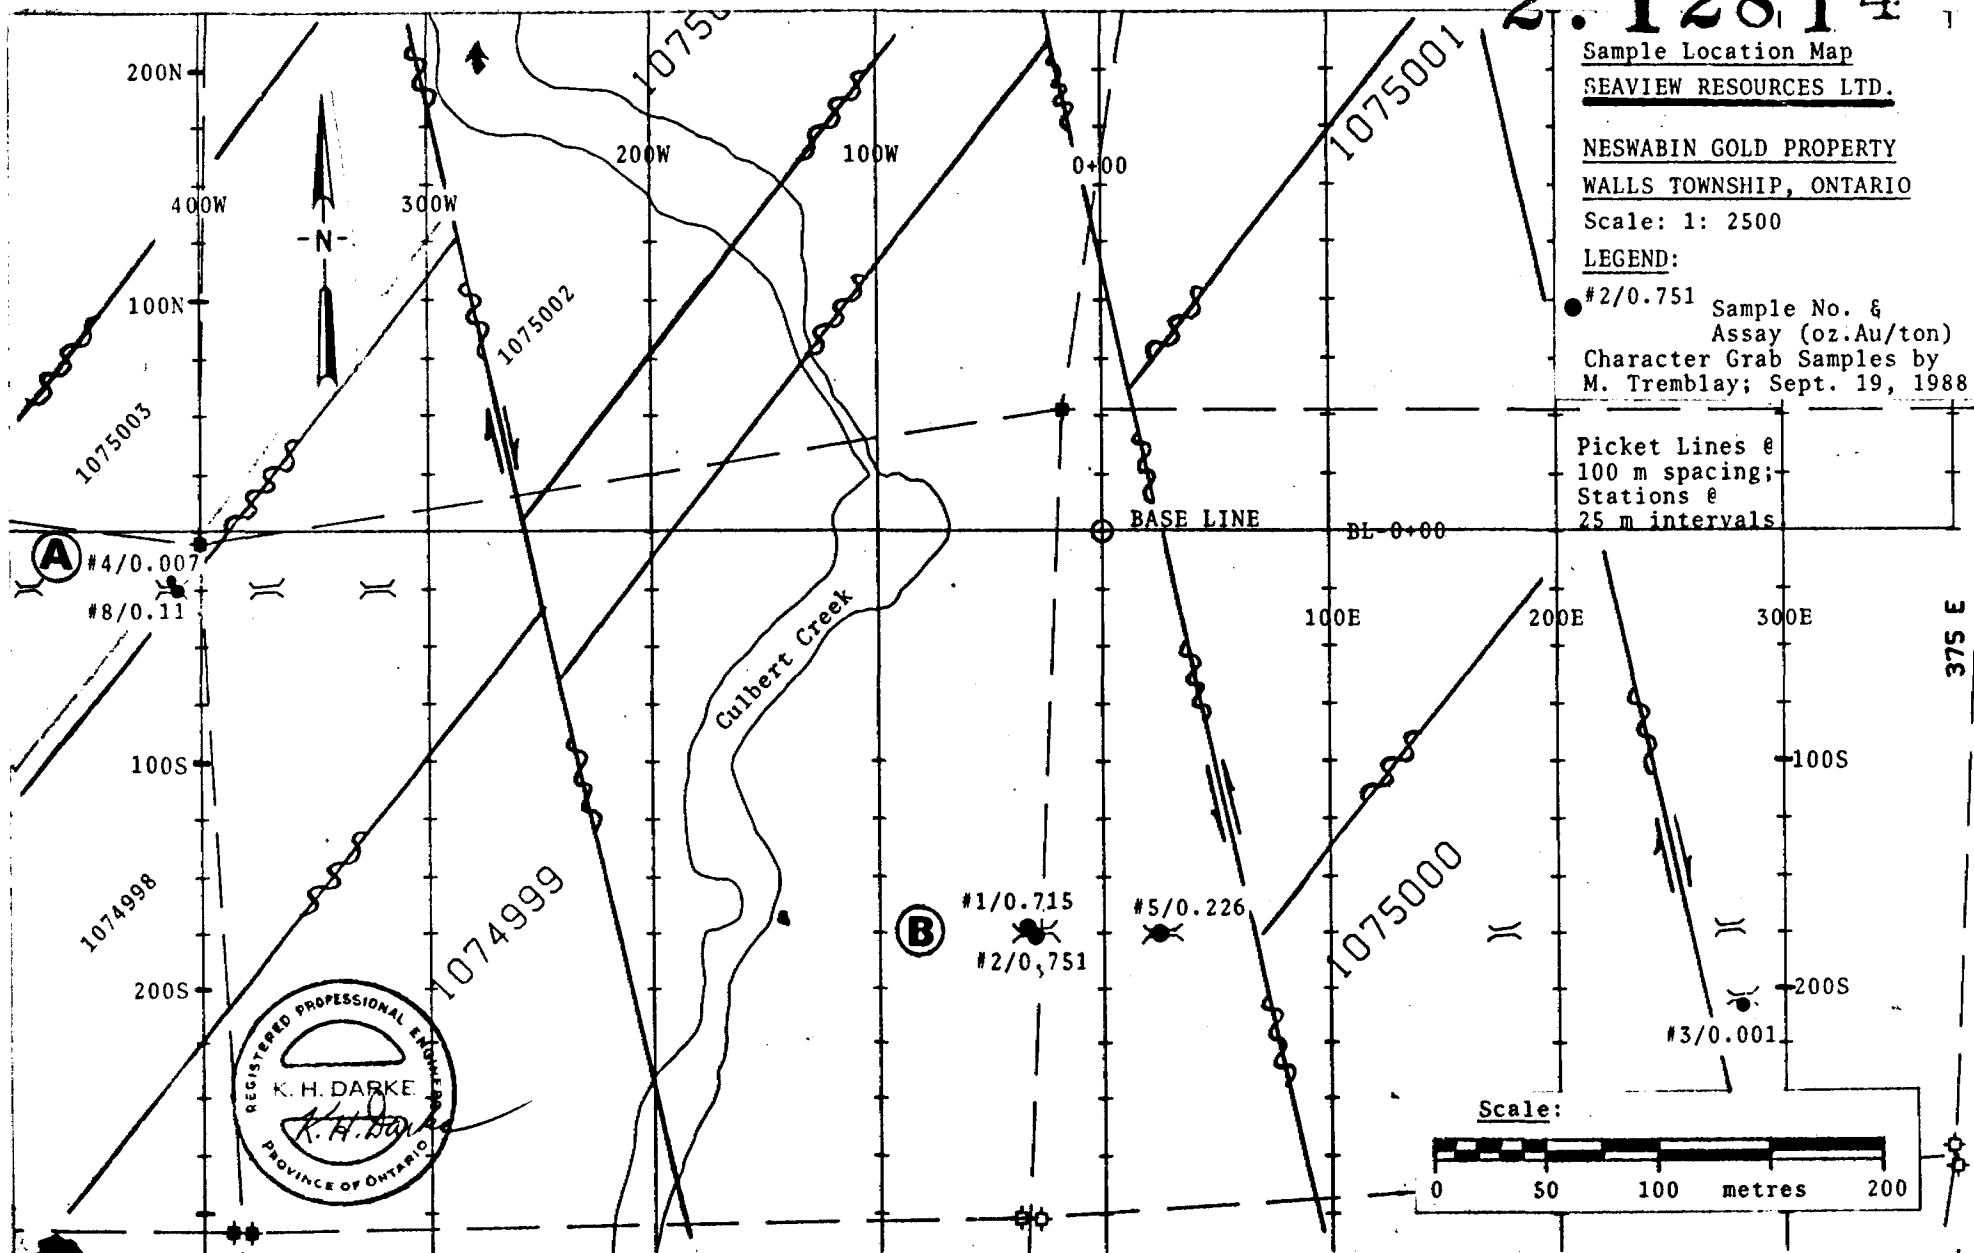 2.12814
Sample Location Map
SEAVIEW RESOURCES LTD.
NESWABIN GOLD PROPERTY
WALLS TOWNSHIP, ONTARIO
Scale: 1: 2500
LEGEND:
#2/0.751 Sample No. &
Assay (oz.Au/ton)
Character Grab Samples by
M. Tremblay; Sept. 19, 1988
Picket Lines @
100 m spacing;
Stations @
25 m intervals
200N
1075001
200W
100W
0+00
400W
300W
-N-
100N
1075002
1075003
BASE LINE
BL-0+00
A
#4/0.007
#8/0.11
Culbert Creek
100E
200E
300E
375 E
100S
100S
1074998
1074999
B
#1/0.715
#2/0,751
#5/0.226
1075000
200S
200S
#3/0.001
REGISTERED PROFESSIONAL ENGINEER
K. H. DARKE
K. H. Darke
PROVINCE OF ONTARIO
Scale:
0 50 100 metres 200